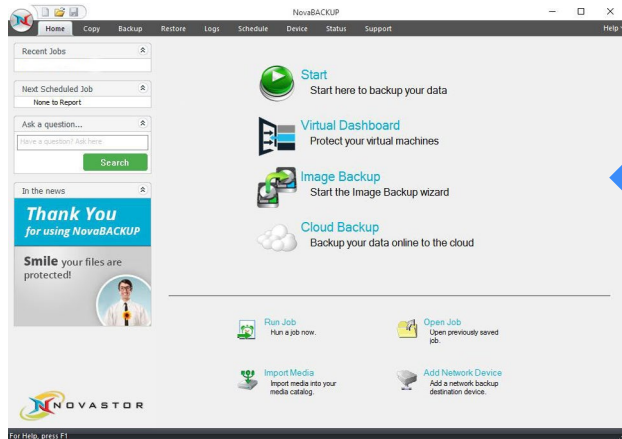 NovaBACKUP
Home Copy Backup Restore Logs Schedule Device Status Support Help
Recent Jobs
Next Scheduled Job
None to Report
Ask a question...
Have a question? Ask here
Search
In the news
Thank You
for using NovaBACKUP
Smile your files are
protected!
Start
Start here to backup your data
Virtual Dashboard
Protect your virtual machines
Image Backup
Start the Image Backup wizard
Cloud Backup
Backup your data online to the cloud
Run Job
Run a job now.
Open Job
Open previously saved
job.
Import Media
Import media into your
media catalog.
Add Network Device
Add a network backup
destination device.
NOVASTOR
For Help, press F1